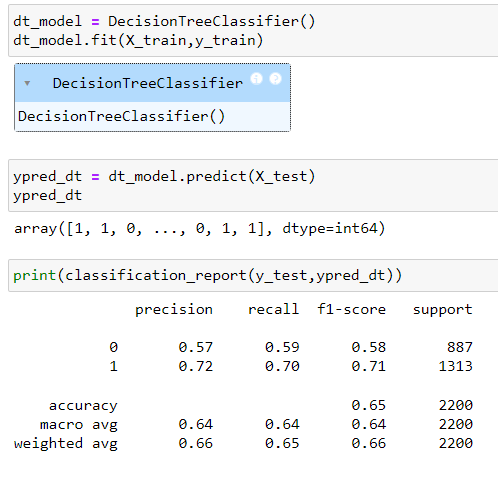 dt_model = DecisionTreeClassifier()
dt_model.fit(X_train,y_train)
▾ DecisionTreeClassifier i ?
DecisionTreeClassifier()
ypred_dt = dt_model.predict(X_test)
ypred_dt
array([1, 1, 0, ..., 0, 1, 1], dtype=int64)
print(classification_report(y_test,ypred_dt))
precision recall f1-score support
0 0.57 0.59 0.58 887
1 0.72 0.70 0.71 1313
accuracy 0.65 2200
macro avg 0.64 0.64 0.64 2200
weighted avg 0.66 0.65 0.66 2200